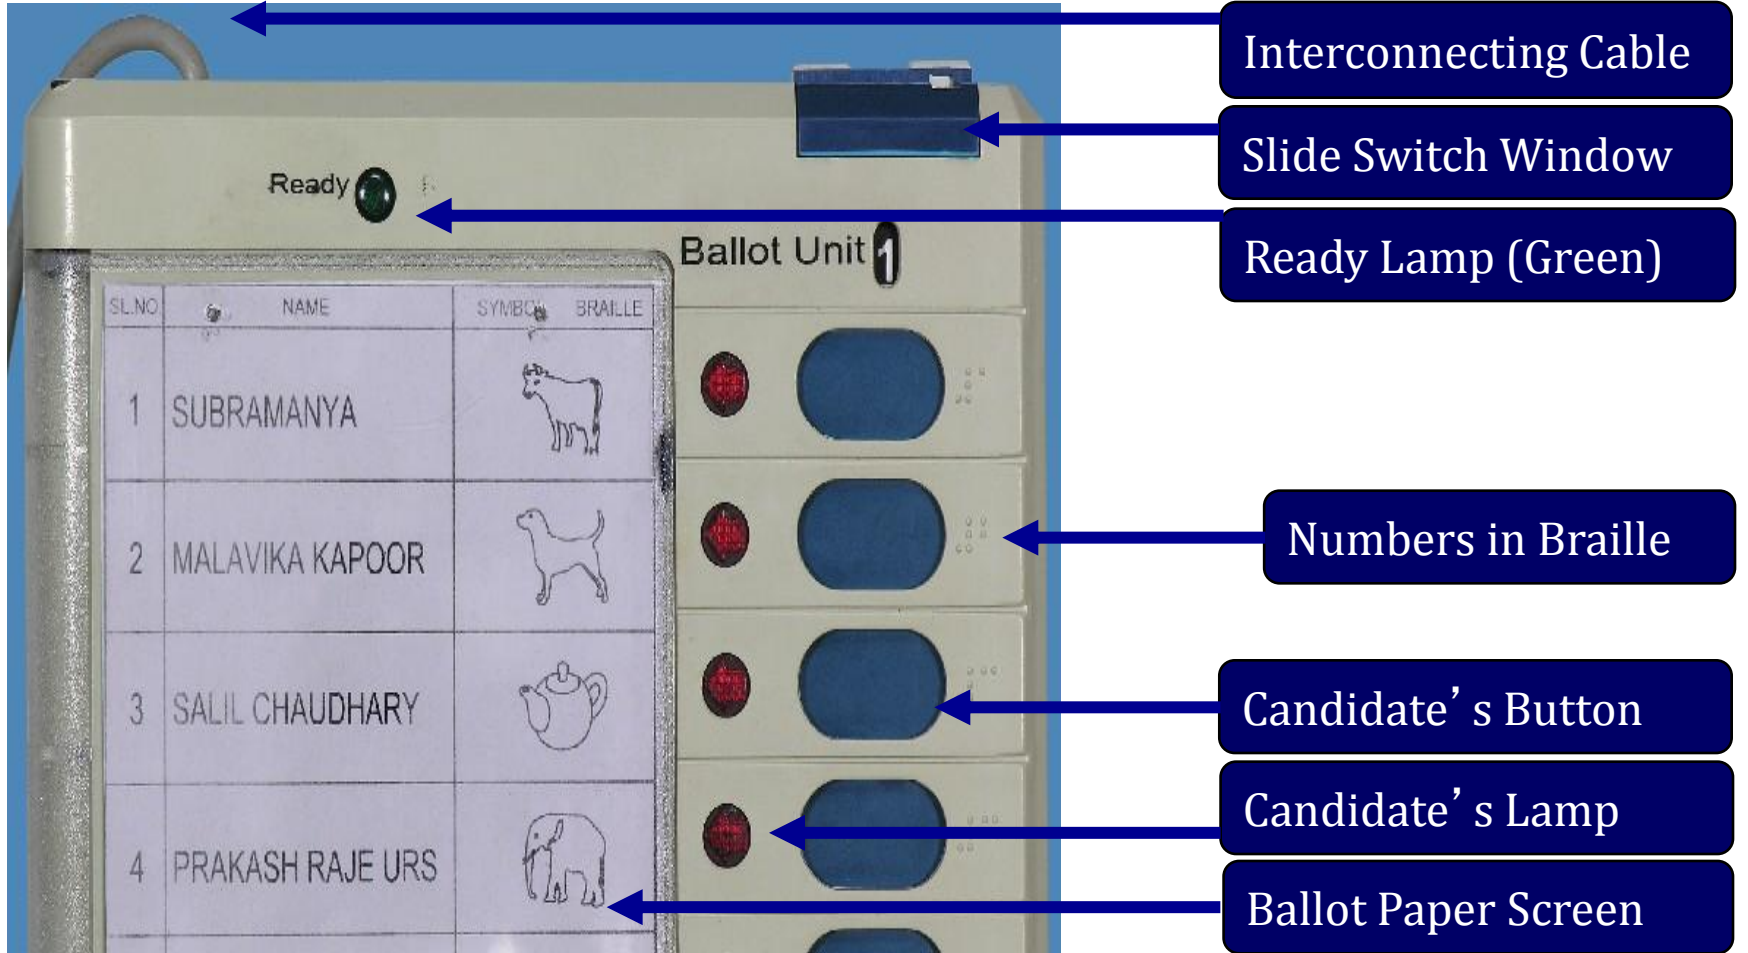 Interconnecting Cable
Slide Switch Window
Ready
Ready Lamp (Green)
Ballot Unit 1
SL.NO NAME SYMBOL BRAILLE
1 SUBRAMANYA
2 MALAVIKA KAPOOR
Numbers in Braille
3 SALIL CHAUDHARY
Candidate’s Button
Candidate’s Lamp
4 PRAKASH RAJE URS
Ballot Paper Screen